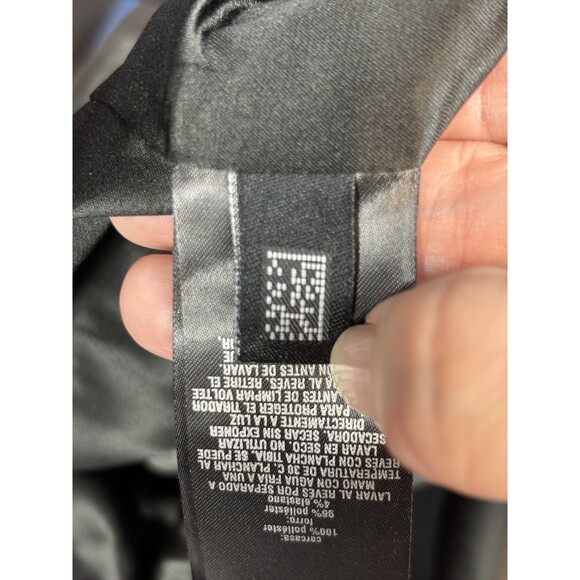 carcasa:
100% poliéster
forro:
96% poliéster
4% elastano
LAVAR AL REVÉS POR SEPARADO A
MANO CON AGUA FRÍA A UNA
TEMPERATURA DE 30 C. PLANCHAR AL
REVÉS CON PLANCHA TIBIA. SE PUEDE
LAVAR EN SECO. NO UTILIZAR
SECADORA. SECAR SIN EXPONER
DIRECTAMENTE A LA LUZ
PARA PROTEGER EL TIRADOR
ANTES DE LIMPIAR VOLTEE
AL REVÉS. RETIRE EL
ANTES DE LAVAR